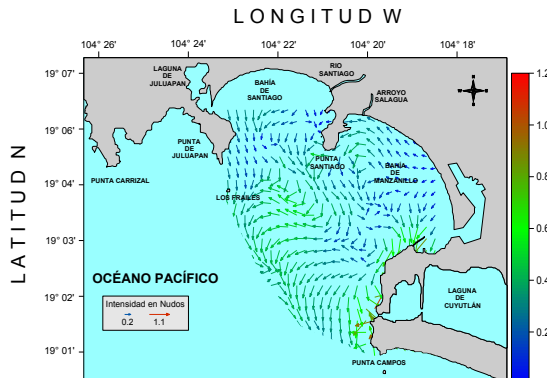 LONGITUD W
104° 26'
104° 24'
104° 22'
104° 20'
104° 18'
LATITUD N
19° 07'
19° 06'
19° 04'
19° 03'
19° 02'
19° 01'
LAGUNA
DE
JULUAPAN
BAHÍA
DE
SANTIAGO
RIO
SANTIAGO
ARROYO
SALAGUA
PUNTA
DE
JULUAPAN
PUNTA
SANTIAGO
BAHÍA
DE
MANZANILLO
PUNTA CARRIZAL
LOS FRAILES
OCÉANO PACÍFICO
Intensidad en Nudos
0.2
1.1
LAGUNA
DE
CUYUTLÁN
PUNTA CAMPOS
1.2
1.0
0.8
0.6
0.4
0.2